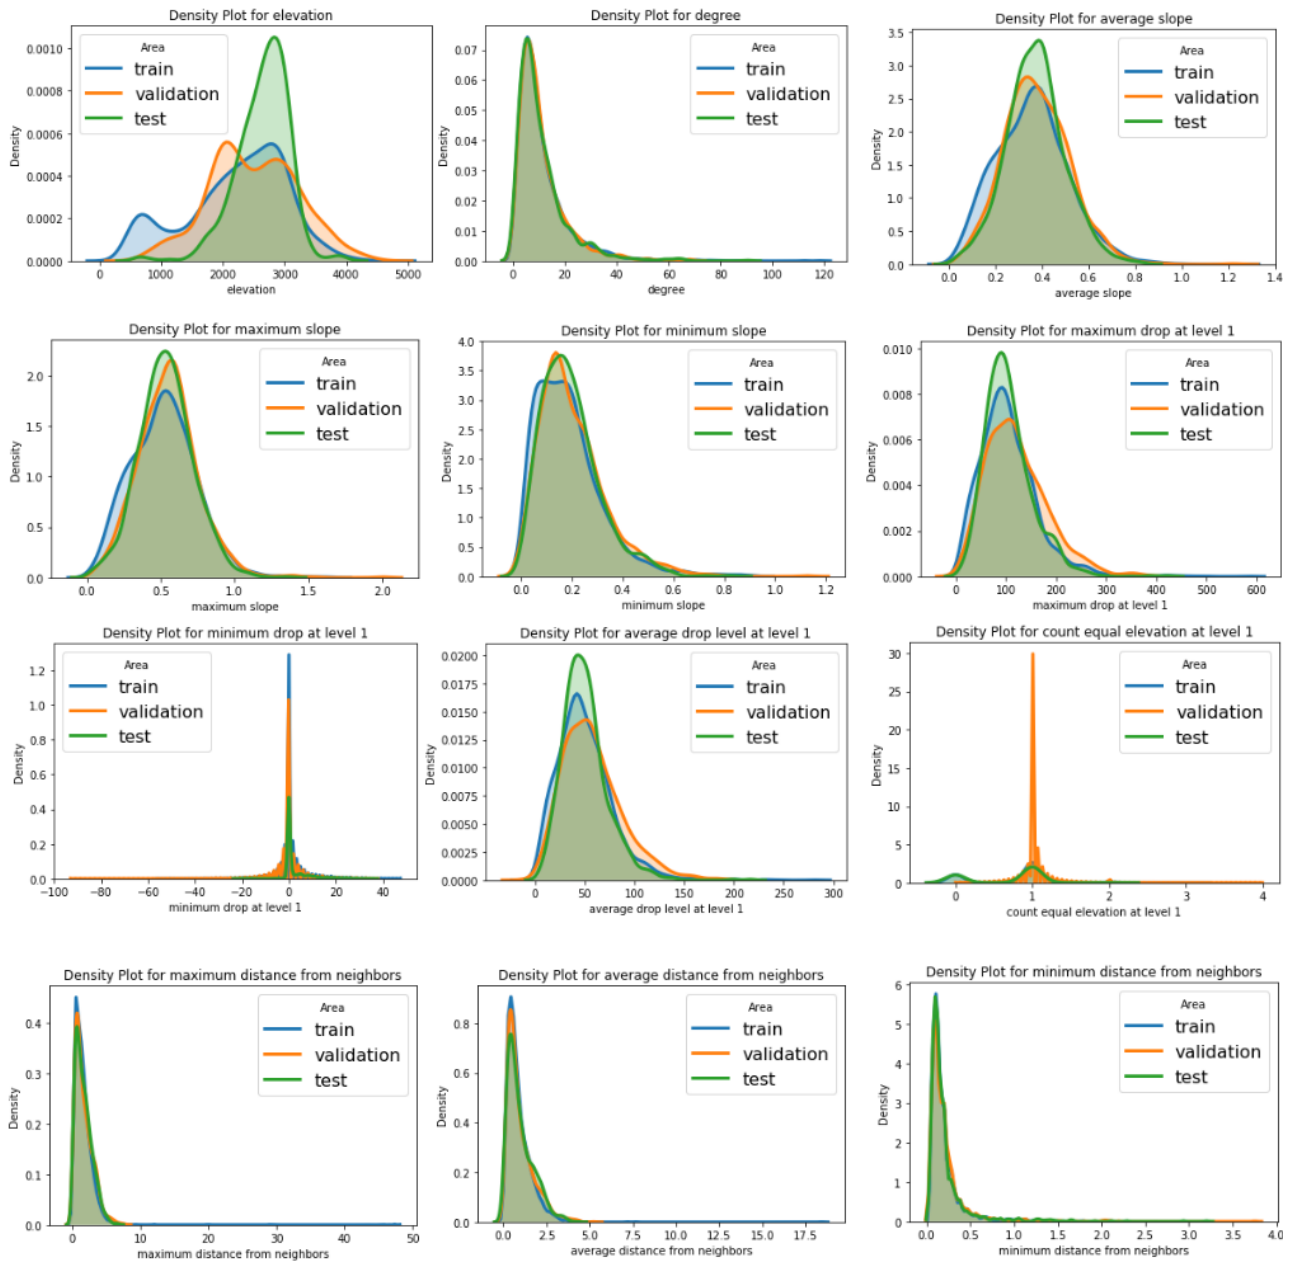 Density Plot for elevation
Density
0.0010
0.0008
0.0006
0.0004
0.0002
0.0000
0 1000 2000 3000 4000 5000
elevation
Area
train
validation
test
Density Plot for degree
Density
0.07
0.06
0.05
0.04
0.03
0.02
0.01
0.00
0 20 40 60 80 100 120
degree
Area
train
validation
test
Density Plot for average slope
Density
3.5
3.0
2.5
2.0
1.5
1.0
0.5
0.0
0.0 0.2 0.4 0.6 0.8 1.0 1.2 1.4
average slope
Area
train
validation
test
Density Plot for maximum slope
Density
2.0
1.5
1.0
0.5
0.0
0.0 0.5 1.0 1.5 2.0
maximum slope
Area
train
validation
test
Density Plot for minimum slope
Density
4.0
3.5
3.0
2.5
2.0
1.5
1.0
0.5
0.0
0.0 0.2 0.4 0.6 0.8 1.0 1.2
minimum slope
Area
train
validation
test
Density Plot for maximum drop at level 1
Density
0.010
0.008
0.006
0.004
0.002
0.000
0 100 200 300 400 500 600
maximum drop at level 1
Area
train
validation
test
Density Plot for minimum drop at level 1
Density
1.2
1.0
0.8
0.6
0.4
0.2
0.0
−100 −80 −60 −40 −20 0 20 40
minimum drop at level 1
Area
train
validation
test
Density Plot for average drop level at level 1
Density
0.0200
0.0175
0.0150
0.0125
0.0100
0.0075
0.0050
0.0025
0.0000
0 50 100 150 200 250 300
average drop level at level 1
Area
train
validation
test
Density Plot for count equal elevation at level 1
Density
30
25
20
15
10
5
0
0 1 2 3 4
count equal elevation at level 1
Area
train
validation
test
Density Plot for maximum distance from neighbors
Density
0.4
0.3
0.2
0.1
0.0
0 10 20 30 40 50
maximum distance from neighbors
Area
train
validation
test
Density Plot for average distance from neighbors
Density
0.8
0.6
0.4
0.2
0.0
0.0 2.5 5.0 7.5 10.0 12.5 15.0 17.5
average distance from neighbors
Area
train
validation
test
Density Plot for minimum distance from neighbors
Density
6
5
4
3
2
1
0
0.0 0.5 1.0 1.5 2.0 2.5 3.0 3.5 4.0
minimum distance from neighbors
Area
train
validation
test